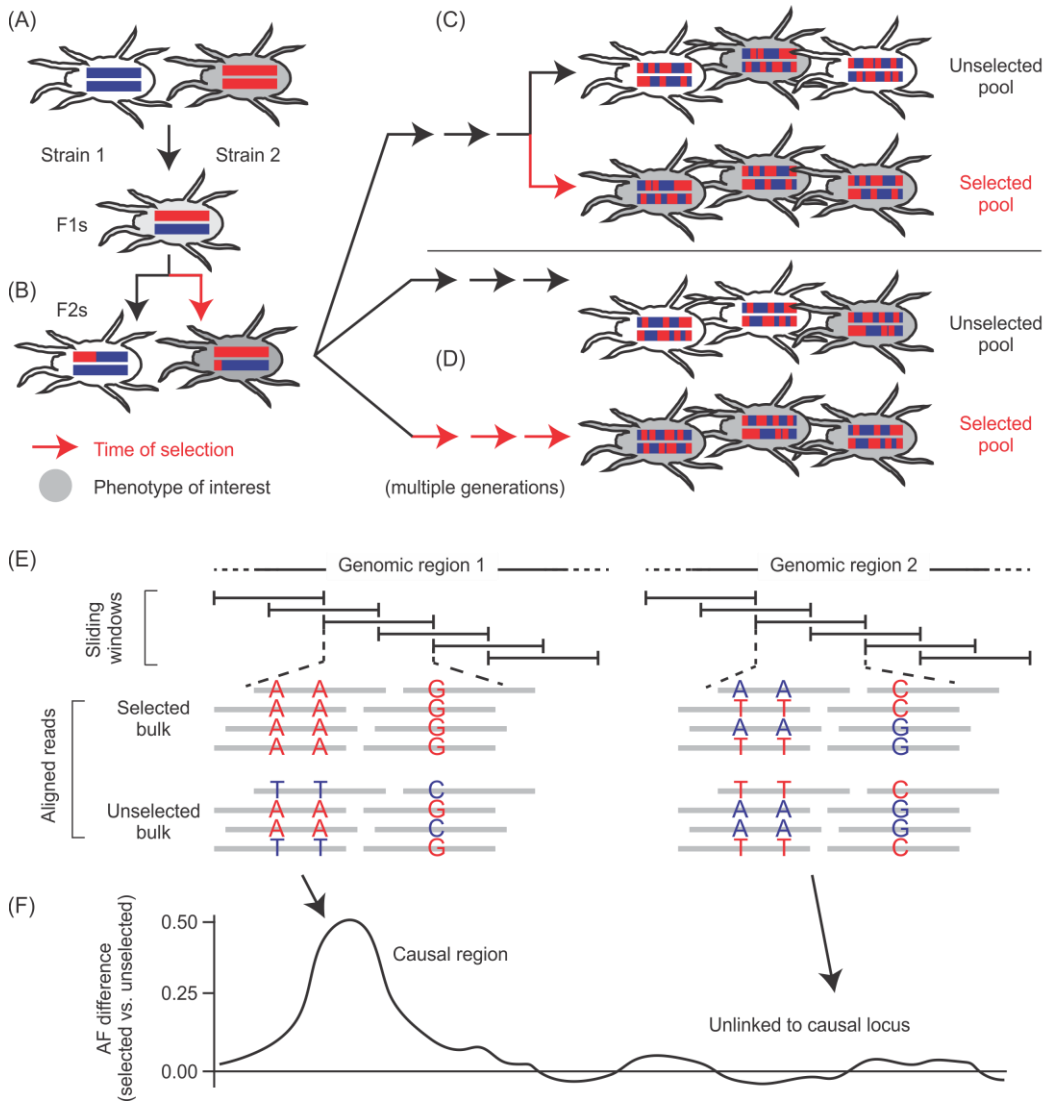 (A)
Strain 1
Strain 2
F1s
(B)
F2s
Time of selection
Phenotype of interest
(C)
Unselected
pool
Selected
pool
(D)
Unselected
pool
Selected
pool
(multiple generations)
(E)
Genomic region 1
Genomic region 2
Sliding
windows
Aligned reads
Selected
bulk
A A G
A A G
A A G
A A G
Unselected
bulk
T T C
A A G
A A C
T T G
A A C
T T C
A A G
T T G
T T C
A A G
A A G
T T C
(F)
AF difference
(selected vs. unselected)
0.50
0.25
0.00
Causal region
Unlinked to causal locus